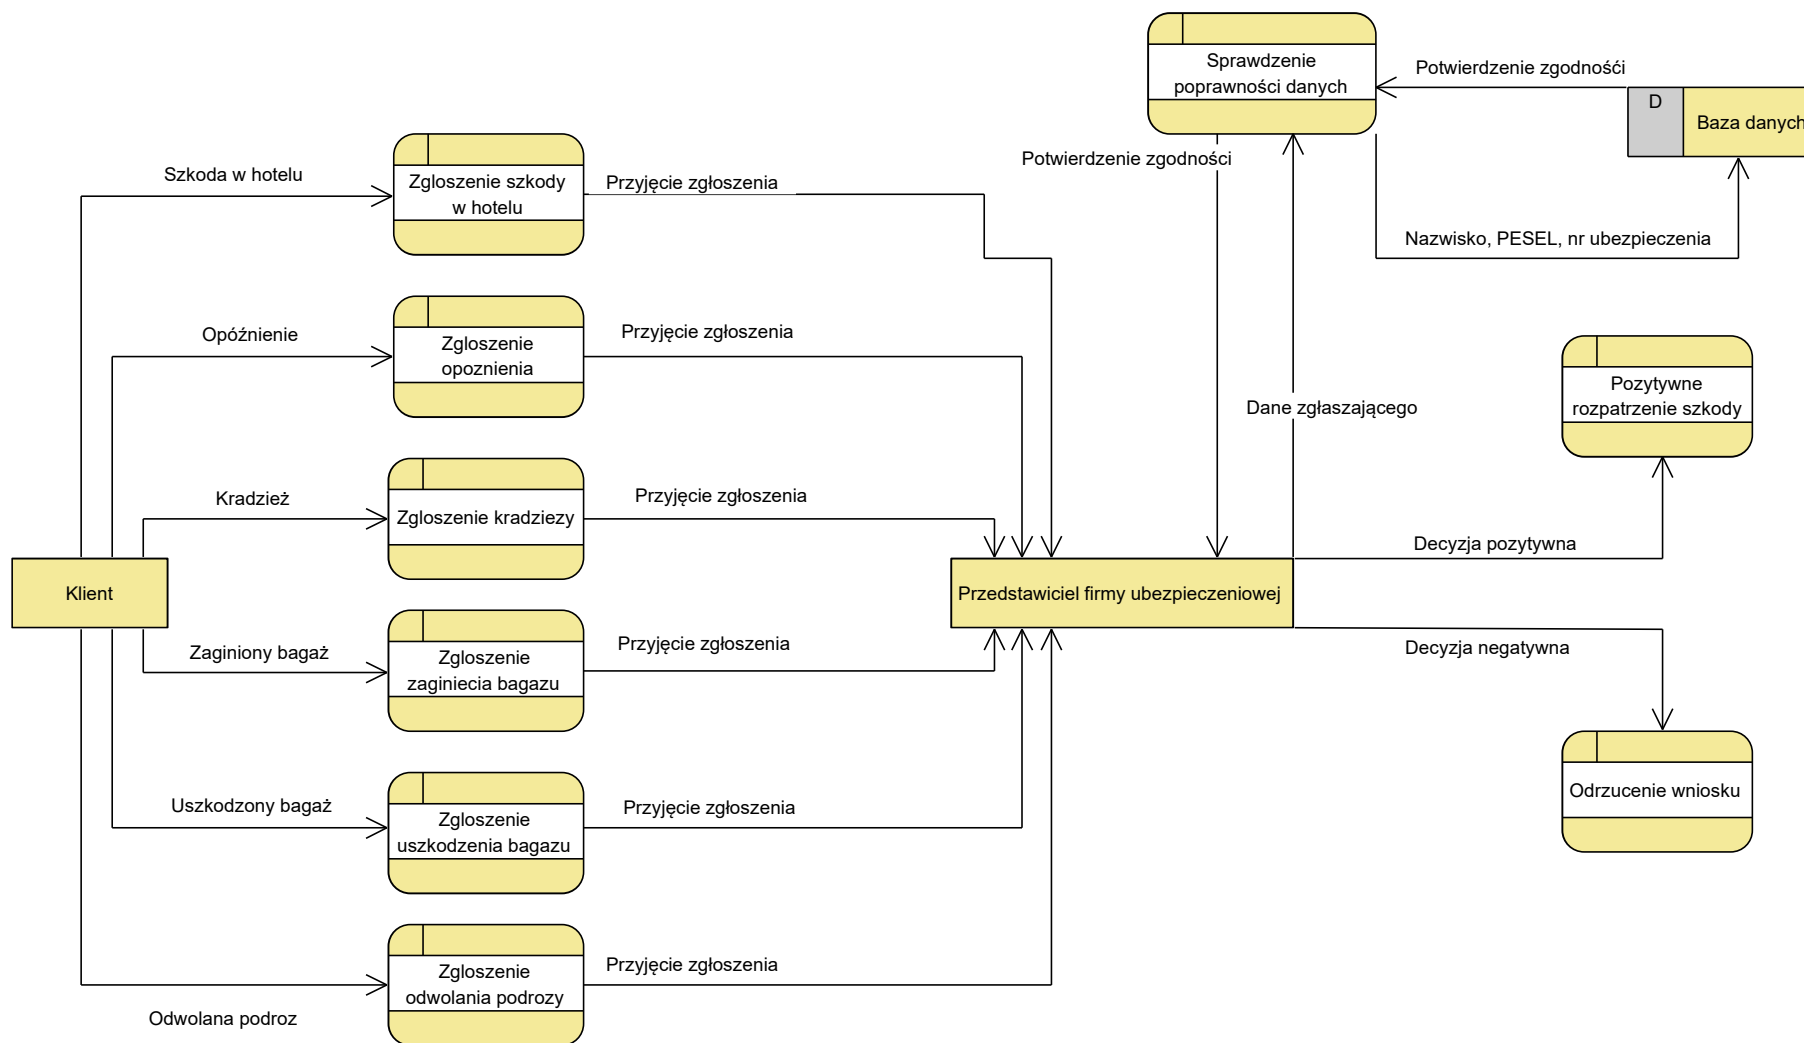 Sprawdzenie
poprawności danych
Potwierdzenie zgodnośći
D
Baza danych
Potwierdzenie zgodności
Nazwisko, PESEL, nr ubezpieczenia
Szkoda w hotelu
Zgloszenie szkody
w hotelu
Przyjęcie zgłoszenia
Opóźnienie
Zgloszenie
opoznienia
Przyjęcie zgłoszenia
Dane zgłaszającego
Pozytywne
rozpatrzenie szkody
Kradzież
Zgloszenie kradziezy
Przyjęcie zgłoszenia
Decyzja pozytywna
Klient
Przedstawiciel firmy ubezpieczeniowej
Zaginiony bagaż
Zgloszenie
zaginiecia bagazu
Przyjęcie zgłoszenia
Decyzja negatywna
Uszkodzony bagaż
Zgloszenie
uszkodzenia bagazu
Przyjęcie zgłoszenia
Odrzucenie wniosku
Zgloszenie
odwolania podrozy
Przyjęcie zgłoszenia
Odwolana podroz